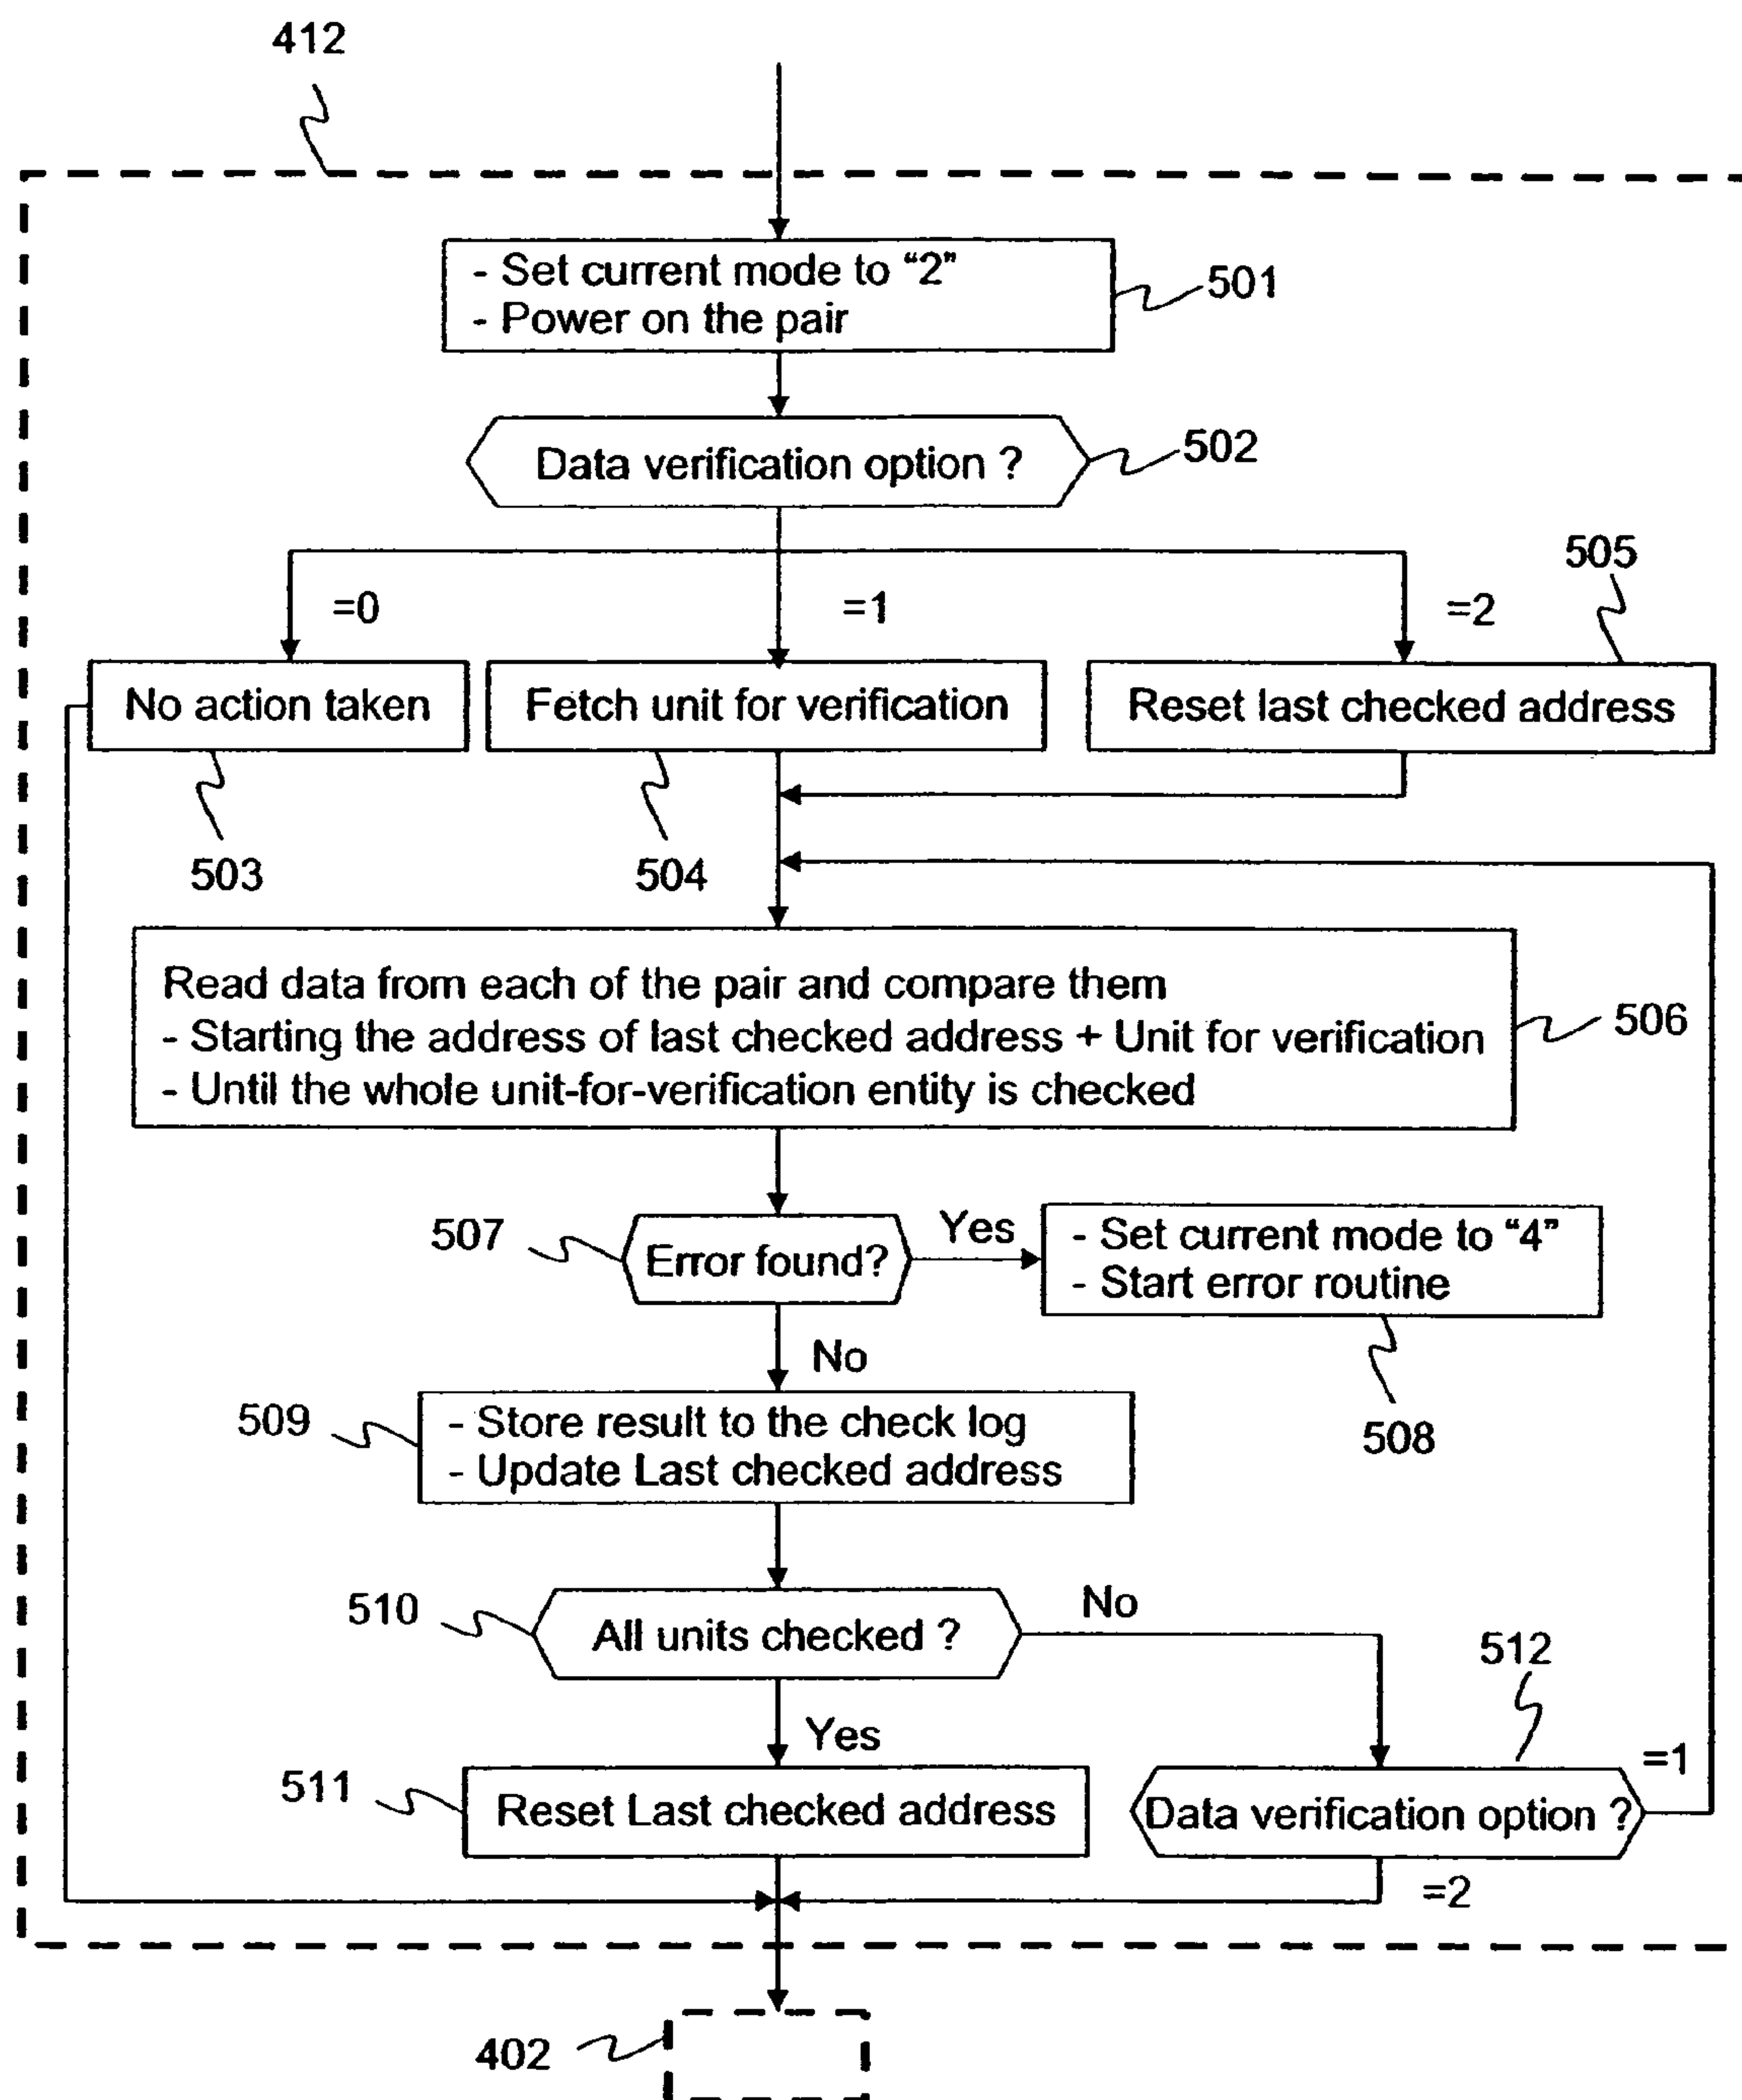 412
- Set current mode to “2”
- Power on the pair
501
Data verification option ?
502
505
=0
=1
=2
No action taken
Fetch unit for verification
Reset last checked address
503
504
Read data from each of the pair and compare them
- Starting the address of last checked address + Unit for verification
- Until the whole unit-for-verification entity is checked
506
507
Error found?
Yes
- Set current mode to “4”
- Start error routine
No
508
509
- Store result to the check log
- Update Last checked address
510
All units checked ?
No
512
Yes
=1
511
Reset Last checked address
Data verification option ?
=2
402